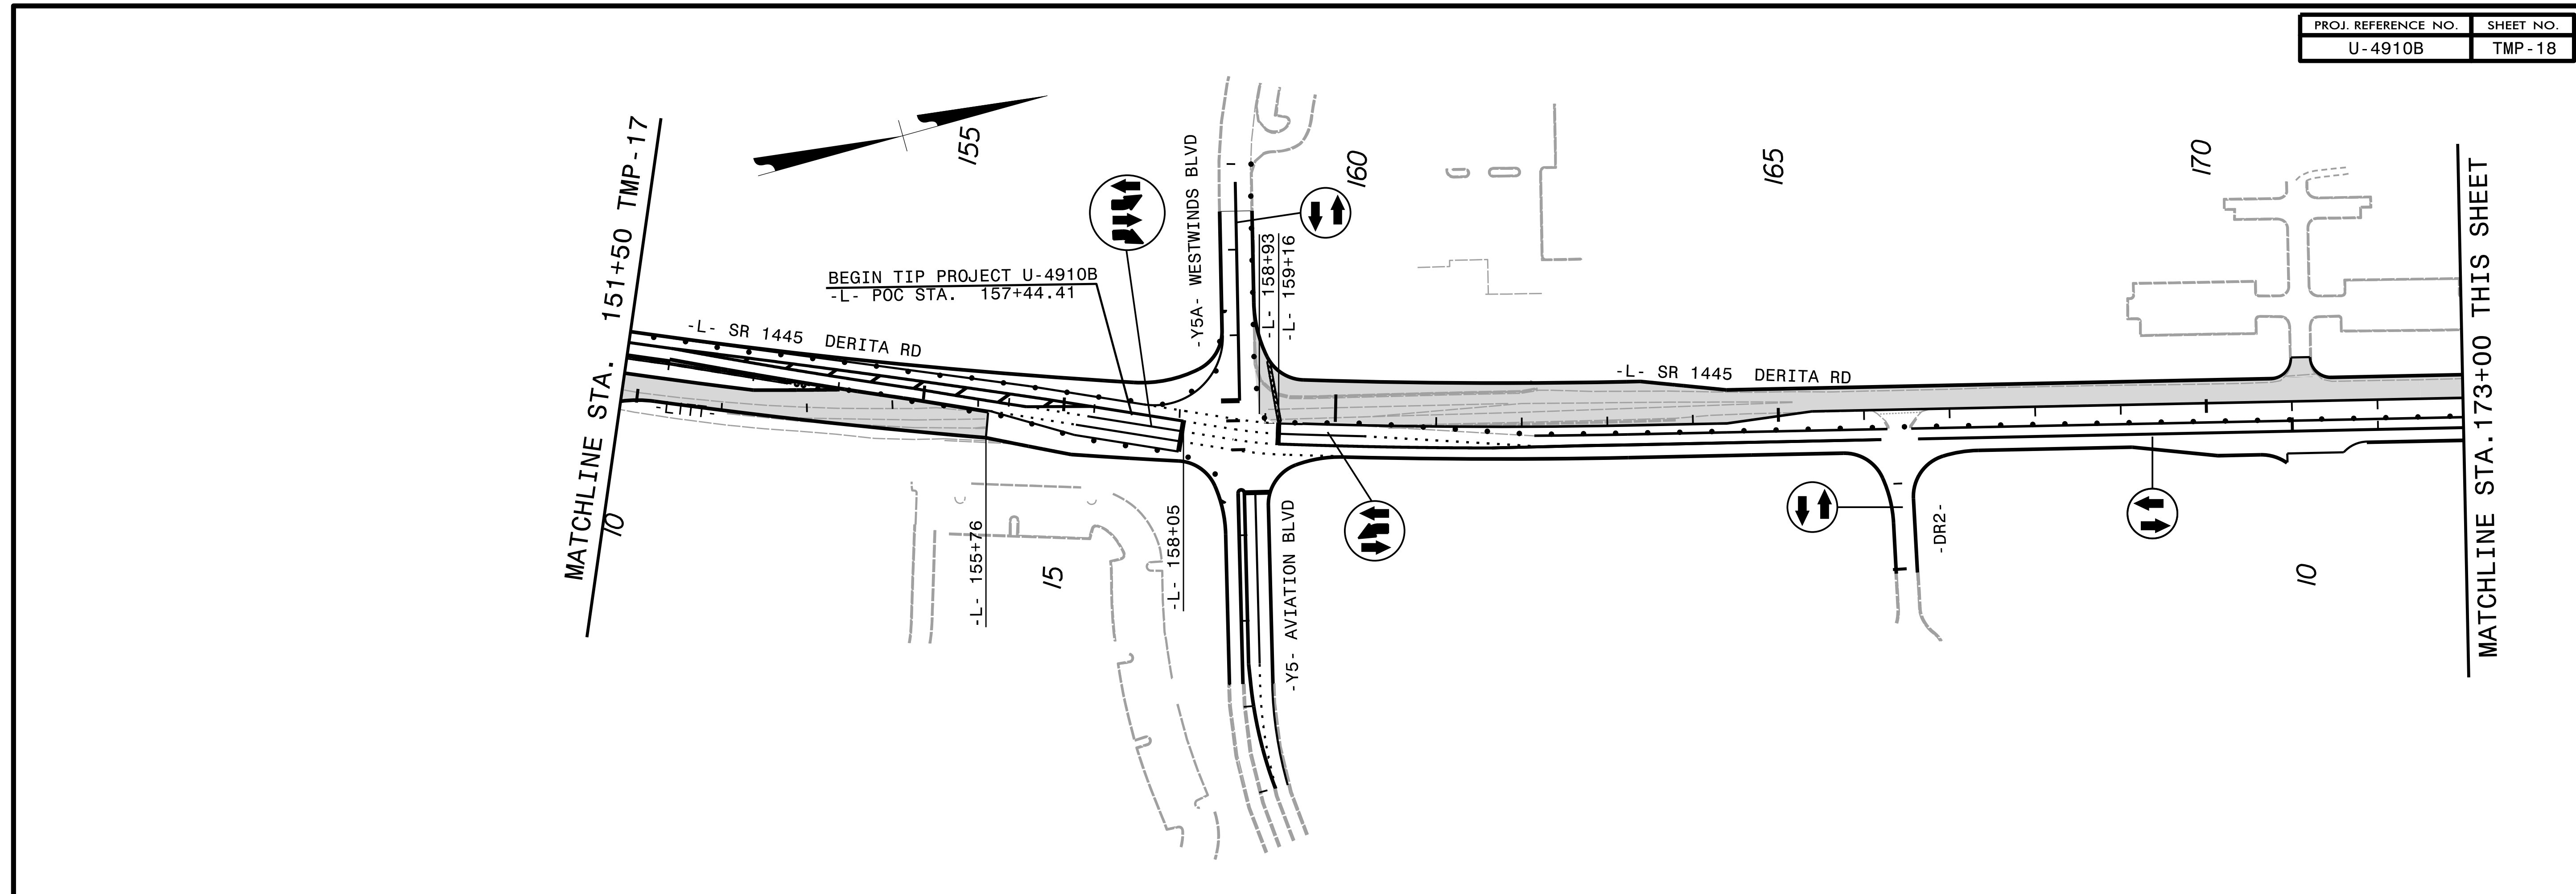 PROJ. REFERENCE NO. SHEET NO.
U-4910B TMP-18
MATCHLINE STA. 151+50 TMP-17
155
160
165
170
-Y5A- WESTWINDS BLVD
-L- 158+93
-L- 159+16
BEGIN TIP PROJECT U-4910B
-L- POC STA. 157+44.41
-L- SR 1445 DERITA RD
-L- SR 1445 DERITA RD
-L1TT-
10
-L- 155+76
15
-L- 158+05
-Y5- AVIATION BLVD
-DR2-
10
MATCHLINE STA.173+00 THIS SHEET